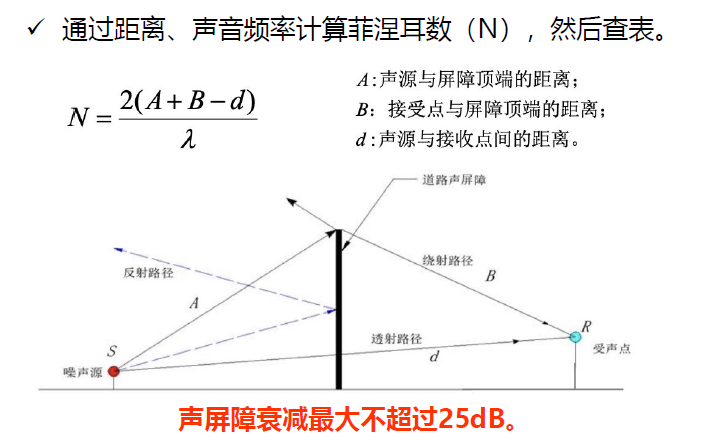 ✓ 通过距离、声音频率计算菲涅耳数（N），然后查表。
N = 2(A+B−d)/λ
A:声源与屏障顶端的距离；
B：接受点与屏障顶端的距离；
d:声源与接收点间的距离。
道路声屏障
反射路径
绕射路径
A
B
S
R
透射路径
受声点
d
噪声源
声屏障衰减最大不超过25dB。